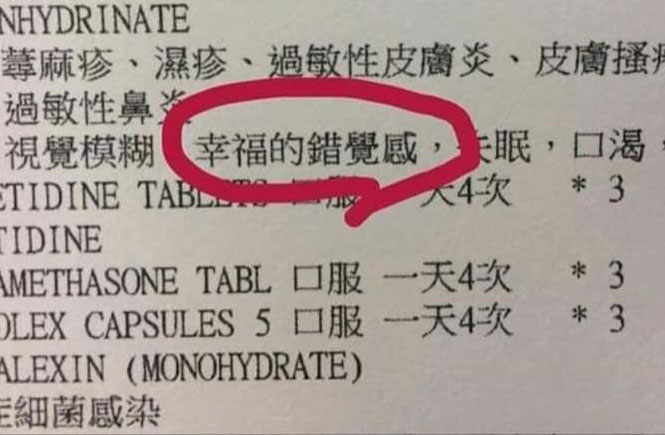 NHYDRINATE
蕁麻疹、濕疹、過敏性皮膚炎、皮膚搔
過敏性鼻炎
視覺模糊 幸福的錯覺感，失眠，口渴，
ETIDINE TABLETS 口服 一天4次 * 3
TIDINE
AMETHASONE TABL 口服 一天4次 * 3
OLEX CAPSULES 5 口服 一天4次 * 3
ALEXIN (MONOHYDRATE)
細菌感染